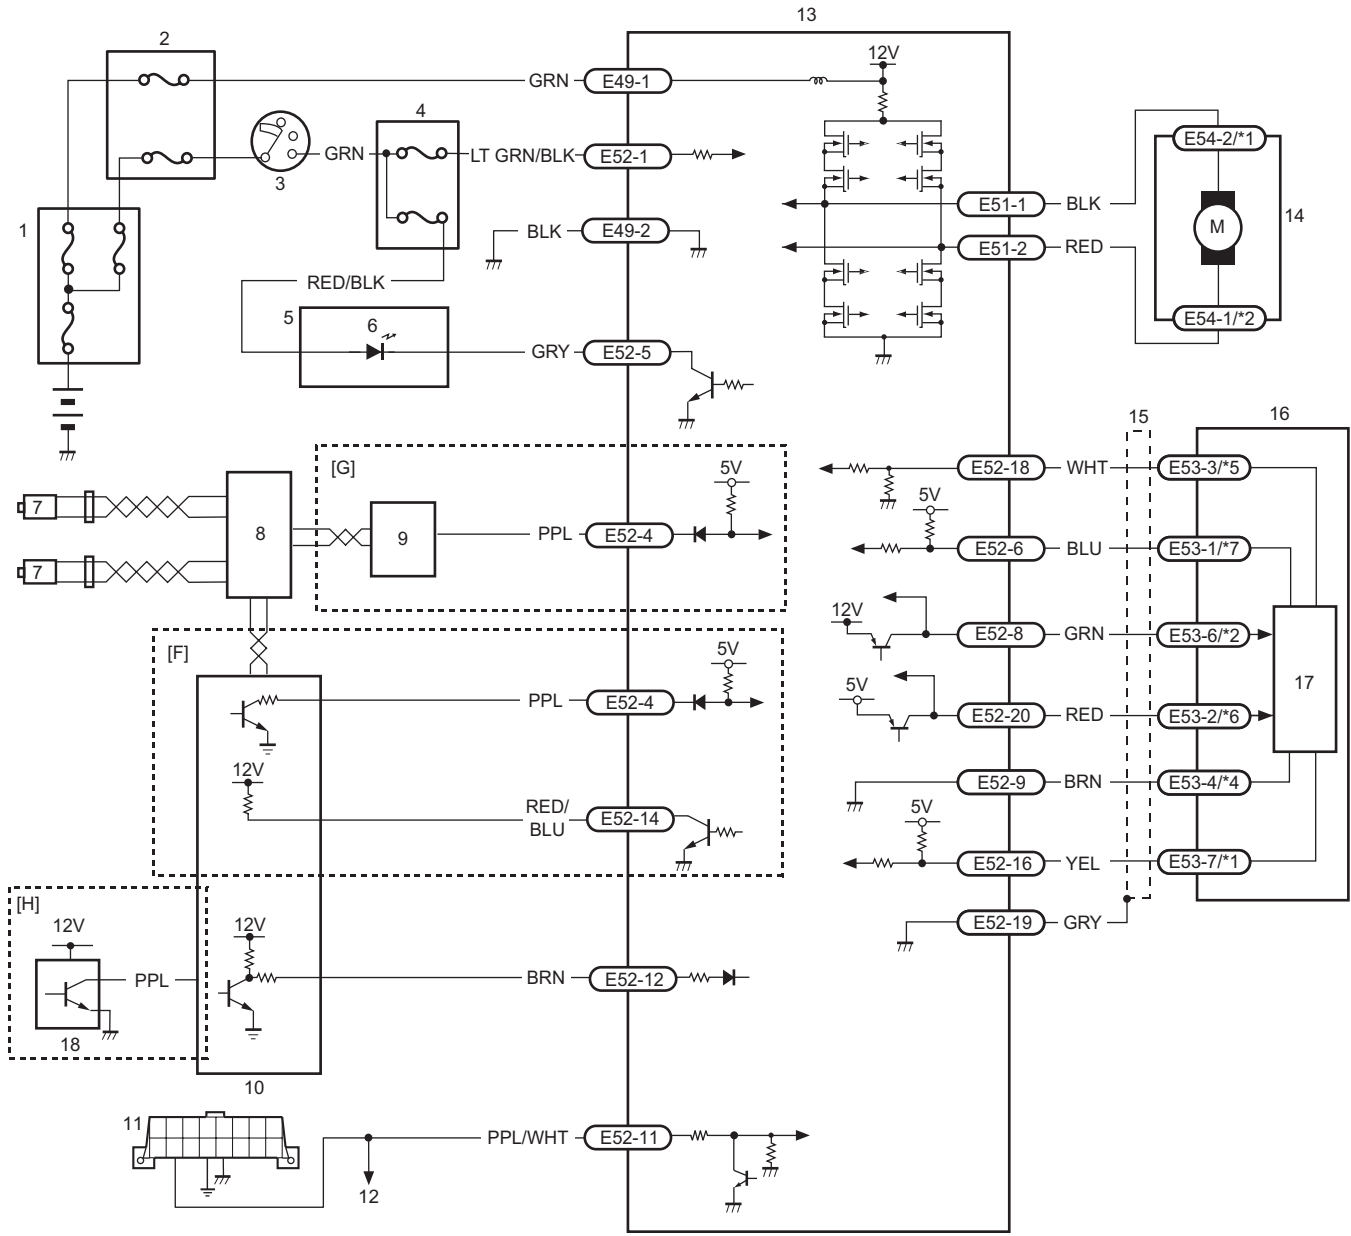 13
2
12V
GRN
E49-1
4
GRN
LT GRN/BLK
E52-1
E54-2/*1
3
1
E51-1
BLK
M
14
BLK
E49-2
E51-2
RED
RED/BLK
5
6
E54-1/*2
GRY
E52-5
15
16
[G]
5V
E52-18
WHT
E53-3/*5
5V
7
8
9
PPL
E52-4
E52-6
BLU
E53-1/*7
7
12V
E52-8
GRN
E53-6/*2
[F]
5V
5V
17
PPL
E52-4
E52-20
RED
E53-2/*6
12V
E52-9
BRN
E53-4/*4
RED/
BLU
E52-14
5V
E52-16
YEL
E53-7/*1
[H]
12V
12V
E52-19
GRY
PPL
BRN
E52-12
18
10
11
PPL/WHT
E52-11
12